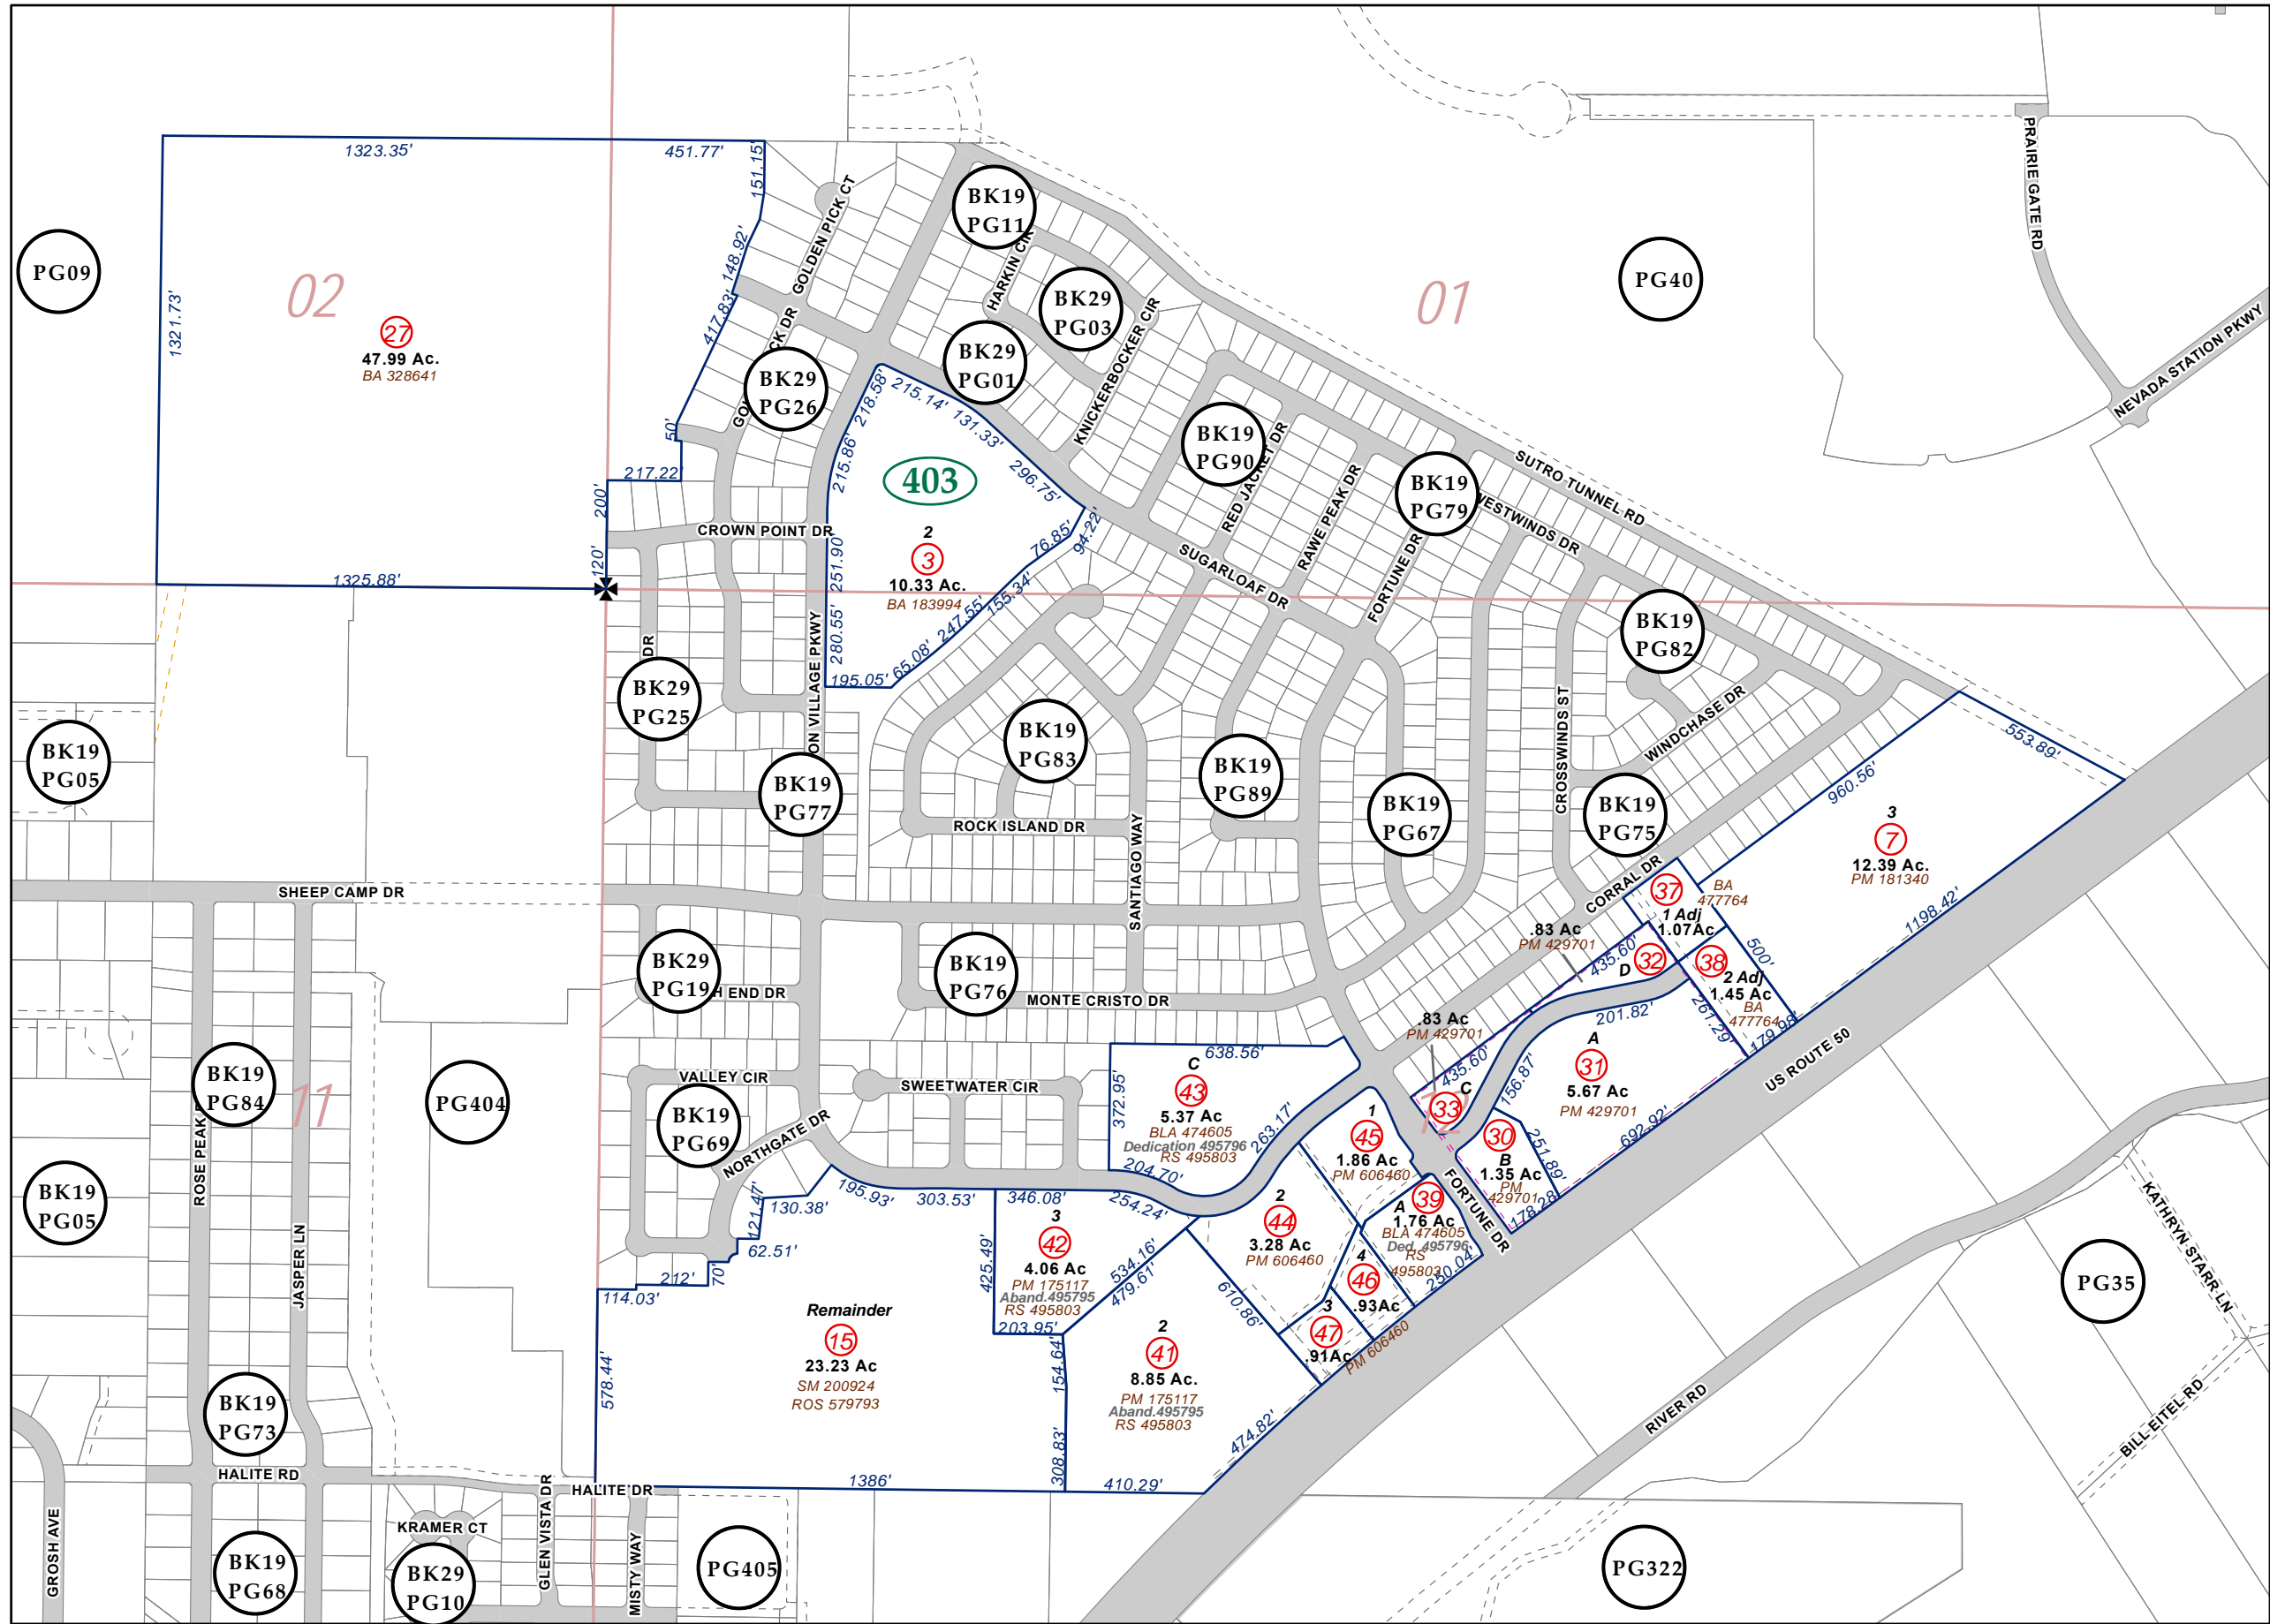 1323.35'
451.77'
151.15'
148.92'
417.83'
50'
217.22'
200'
120'
1325.88'
1321.73'
PG09
02
27
47.99 Ac.
BA 328641
GOLDEN PICK CT
BK19
PG11
HARKIN CIR
BK29
PG03
BK29
PG01
KNICKERBOCKER CIR
01
PG40
PRAIRIE GATE RD
NEVADA STATION PKWY
BK29
PG26
CK DR
218.58'
215.86'
215.14'
131.33'
296.75'
403
2
3
10.33 Ac.
BA 183994
251.90'
280.55'
195.05'
65.08'
247.55'
155.34'
76.85'
94.22'
BK19
PG90
RED JACKET DR
RAWE PEAK DR
BK19
PG79
WESTWINDS DR
SUTRO TUNNEL RD
FORTUNE DR
SUGARLOAF DR
CROWN POINT DR
DR
BK29
PG25
ON VILLAGE PKWY
BK19
PG77
BK19
PG83
ROCK ISLAND DR
SANTIAGO WAY
BK19
PG89
BK19
PG67
CROSSWINDS ST
BK19
PG82
WINDCHASE DR
BK19
PG75
CORRAL DR
BK19
PG05
SHEEP CAMP DR
960.56'
553.89'
3
7
12.39 Ac.
PM 181340
1198.42'
37
BA
477764
1 Adj
1.07Ac
500'
38
2 Adj
1.45 Ac
BA
477764
179.98'
261.29'
.83 Ac
PM 429701
435.60'
D
32
201.82'
A
31
5.67 Ac
PM 429701
692.92'
.83 Ac
PM 429701
435.60'
C
33
12
156.87'
30
B
1.35 Ac
PM
429701
251.89'
178.28'
US ROUTE 50
BK29
PG19
H END DR
BK19
PG76
MONTE CRISTO DR
638.56'
372.95'
C
43
5.37 Ac
BLA 474605
Dedication 495796
RS 495803
204.70'
263.17'
1
45
1.86 Ac
PM 606460
39
A
1.76 Ac
BLA 474605
Ded. 495796
RS
495803
250.04'
FORTUNE DR
2
44
3.28 Ac
PM 606460
4
46
.93Ac
3
47
.91Ac
PM 606460
610.86'
VALLEY CIR
BK19
PG69
NORTHGATE DR
SWEETWATER CIR
BK19
PG84
11
PG404
ROSE PEAK
JASPER LN
BK19
PG05
121.47'
130.38'
62.51'
70'
212'
114.03'
195.93'
303.53'
346.08'
254.24'
425.49'
3
42
4.06 Ac
PM 175117
Aband.495795
RS 495803
203.95'
534.16'
479.61'
Remainder
15
23.23 Ac
SM 200924
ROS 579793
578.44'
154.64'
308.83'
1386'
2
41
8.85 Ac.
PM 175117
Aband.495795
RS 495803
410.29'
474.82'
BK19
PG73
HALITE RD
HALITE DR
GROSH AVE
BK19
PG68
KRAMER CT
BK29
PG10
GLEN VISTA DR
MISTY WAY
PG405
PG322
RIVER RD
PG35
KATHRYN STARR LN
BILL EITEL RD